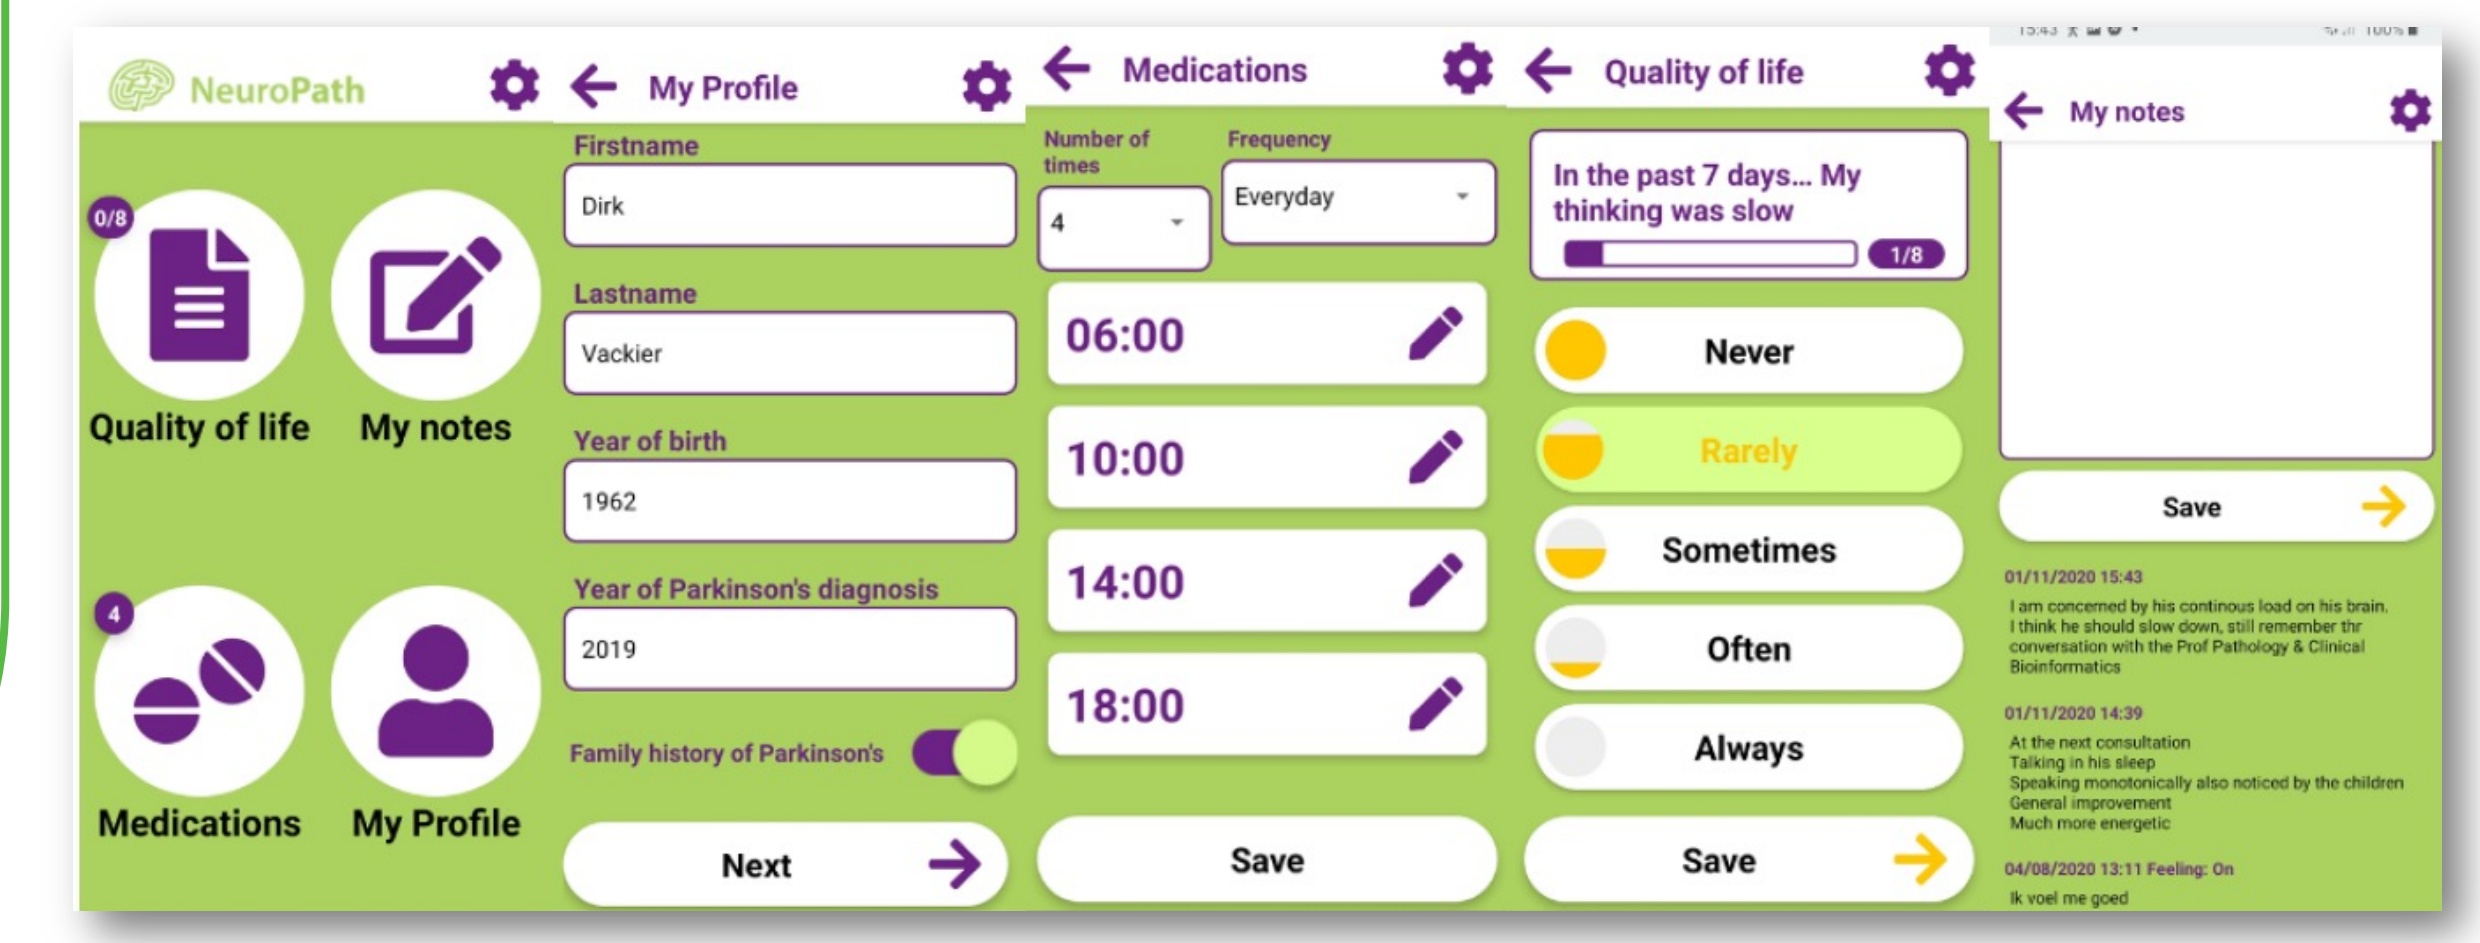 NeuroPath
0/8
Quality of life
My notes
4
Medications
My Profile
My Profile
Firstname
Dirk
Lastname
Vackier
Year of birth
1962
Year of Parkinson's diagnosis
2019
Family history of Parkinson's
Next
Medications
Number of
times
Frequency
4
Everyday
06:00
10:00
14:00
18:00
Save
Quality of life
In the past 7 days... My
thinking was slow
1/8
Never
Rarely
Sometimes
Often
Always
Save
15:43
100%
My notes
Save
01/11/2020 15:43
I am concerned by his continous load on his brain.
I think he should slow down, still remember thr
conversation with the Prof Pathology & Clinical
Bioinformatics
01/11/2020 14:39
At the next consultation
Talking in his sleep
Speaking monotonically also noticed by the children
General improvement
Much more energetic
04/08/2020 13:11 Feeling: On
Ik voel me goed